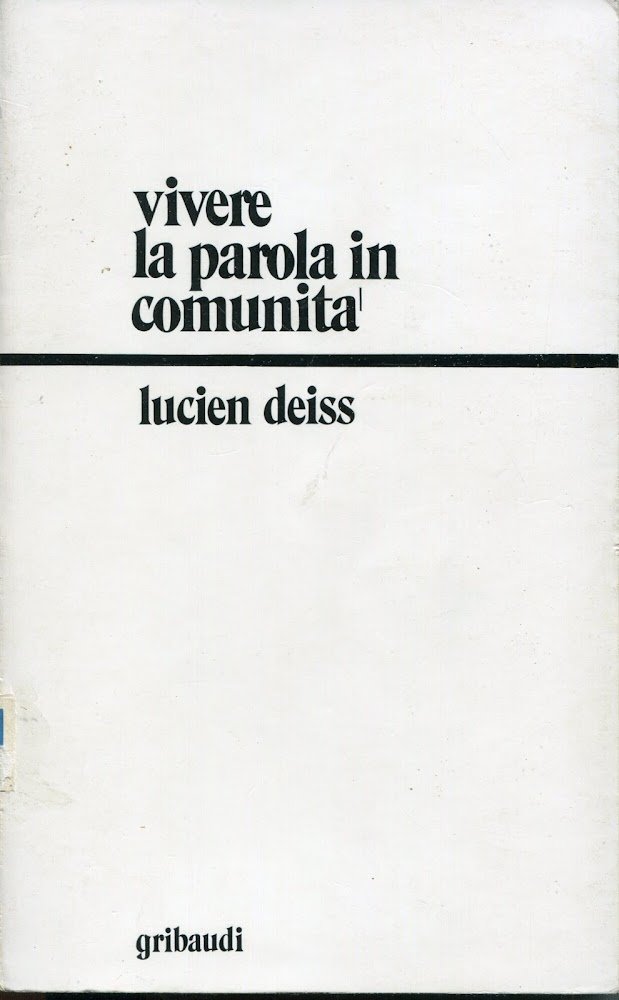 vivere
la parola in
comunita'
lucien deiss
gribaudi